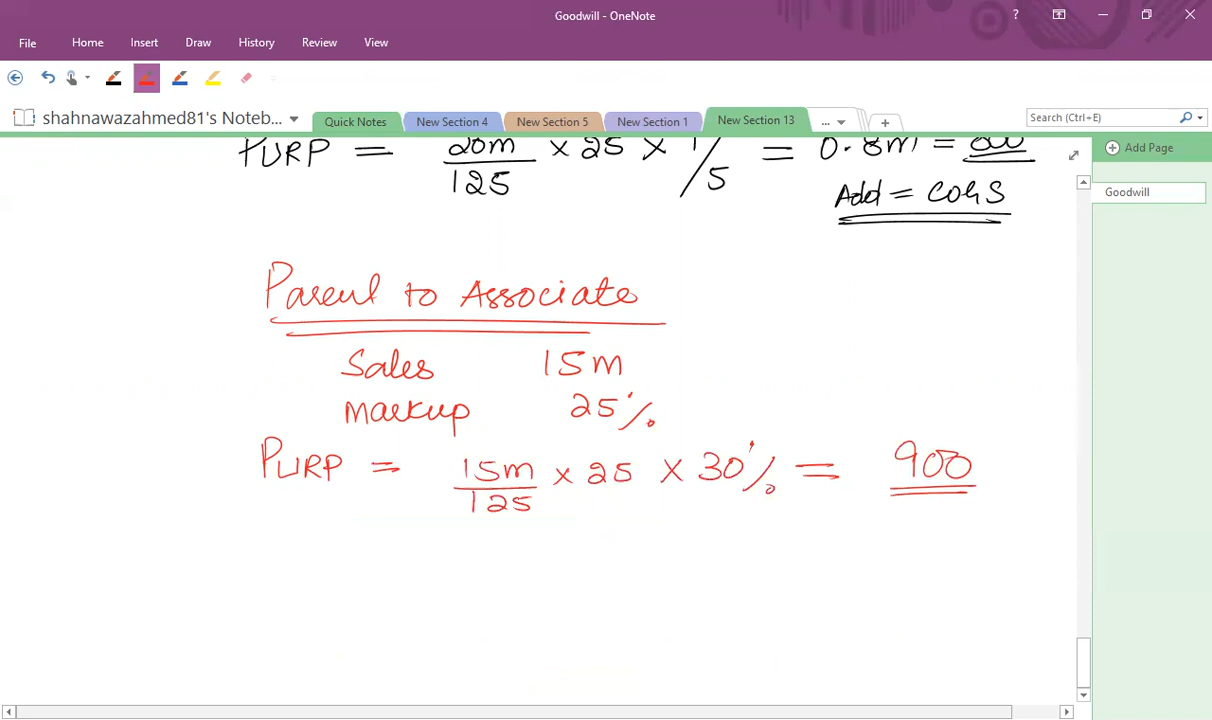 Goodwill - OneNote
?
File Home Insert Draw History Review View
shahnawazahmed81's Noteb... Quick Notes New Section 4 New Section 5 New Section 1 New Section 13 ... + Search (Ctrl+E)
Add Page
Goodwill
PURP = 20m/125 × 25 × 1/5 = 0.8m = 800
Add = COGS
Parent to Associate
Sales 15m
markup 25%
PURP = 15m/125 × 25 × 30% = 900